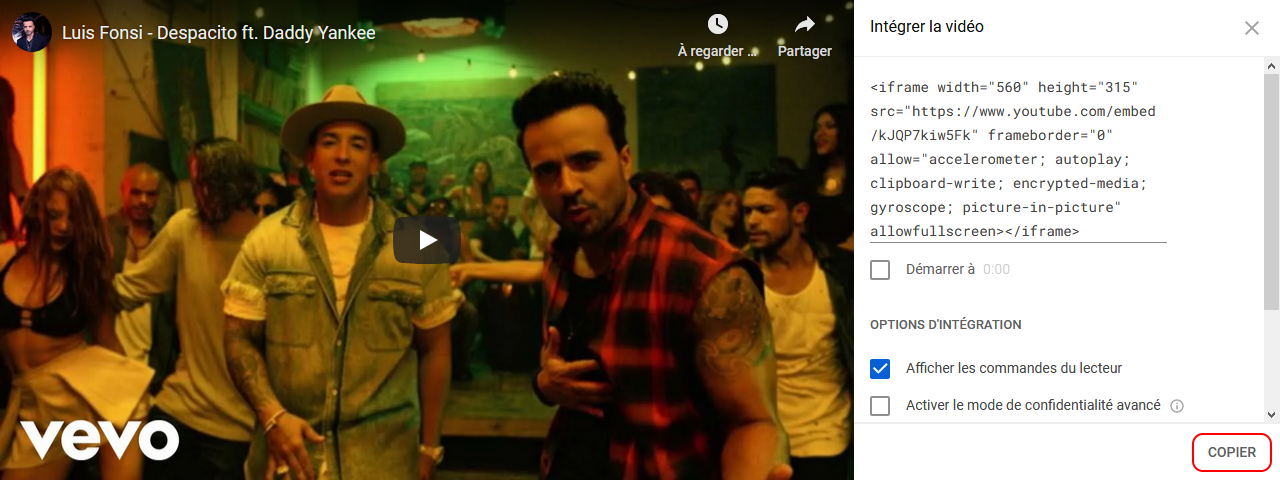 Luis Fonsi - Despacito ft. Daddy Yankee
À regarder ...
Partager
vevo
Intégrer la vidéo
<iframe width="560" height="315"
src="https://www.youtube.com/embed
/kJQP7kiw5Fk" frameborder="0"
allow="accelerometer; autoplay;
clipboard-write; encrypted-media;
gyroscope; picture-in-picture"
allowfullscreen></iframe>
Démarrer à 0:00
OPTIONS D'INTÉGRATION
Afficher les commandes du lecteur
Activer le mode de confidentialité avancé
COPIER